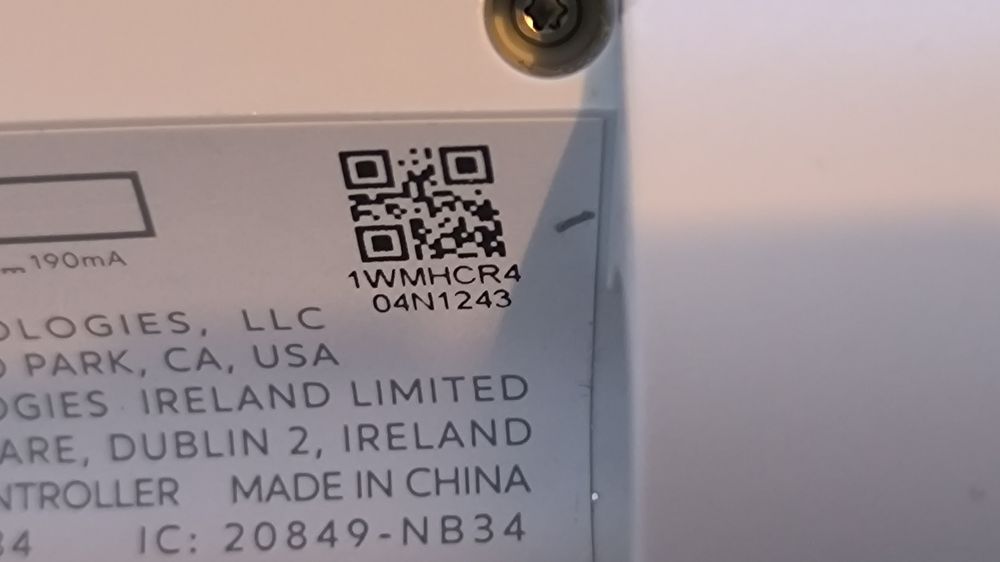 190mA
1WMHCR4
04N1243
OLOGIES, LLC
PARK, CA, USA
OGIES IRELAND LIMITED
ARE, DUBLIN 2, IRELAND
NTROLLER MADE IN CHINA
34 IC: 20849-NB34